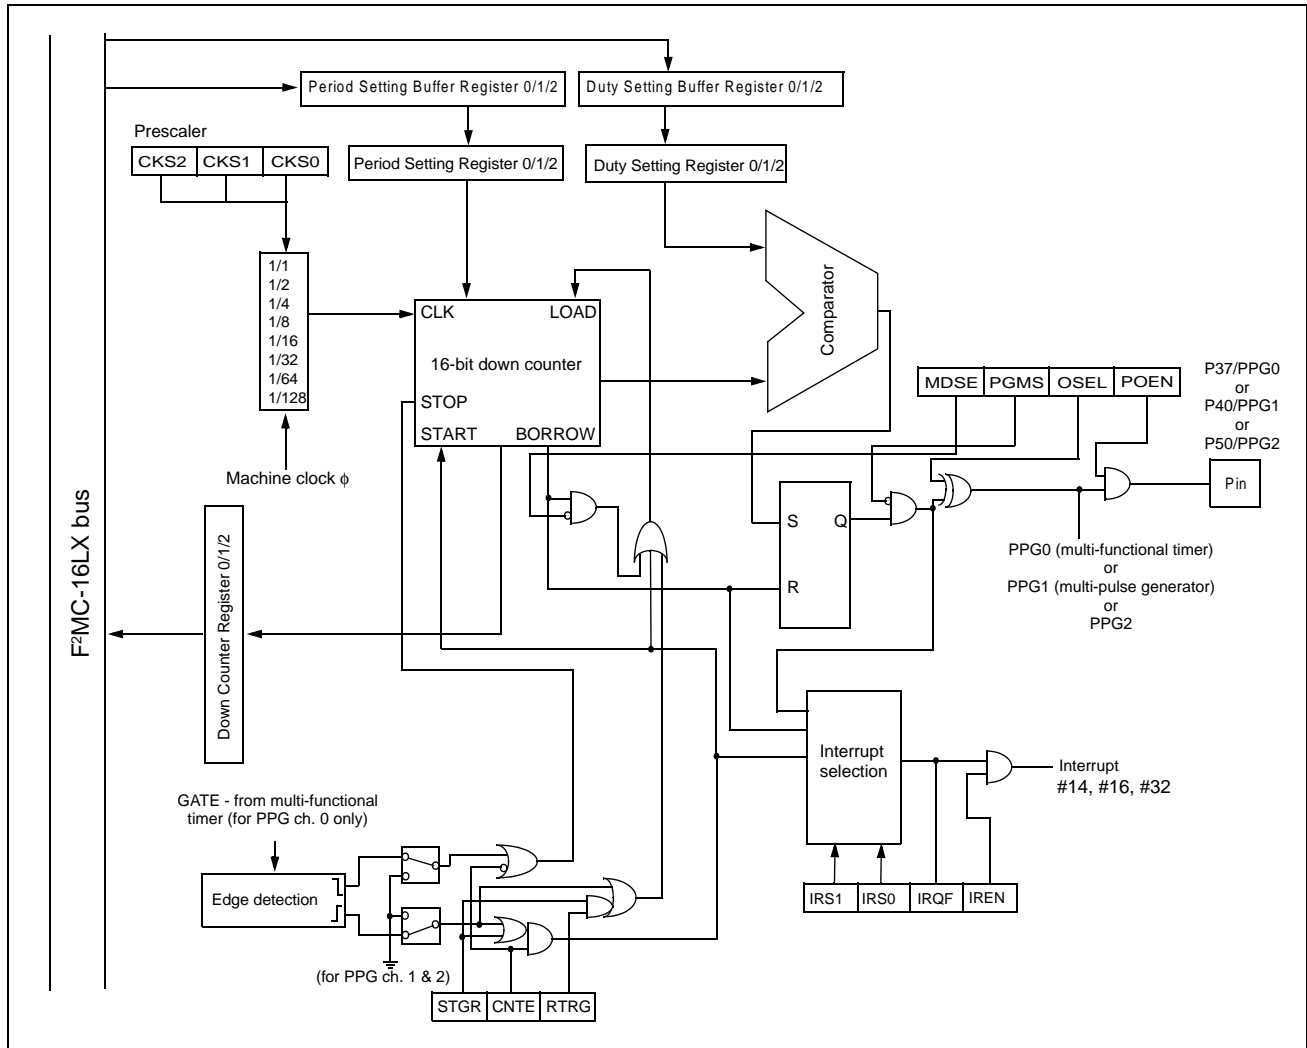 Period Setting Buffer Register 0/1/2
Duty Setting Buffer Register 0/1/2
Prescaler
CKS2 CKS1 CKS0
Period Setting Register 0/1/2
Duty Setting Register 0/1/2
1/1
1/2
1/4
1/8
1/16
1/32
1/64
1/128
Machine clock ϕ
CLK LOAD
16-bit down counter
STOP
START BORROW
Comparator
MDSE PGMS OSEL POEN
P37/PPG0
or
P40/PPG1
or
P50/PPG2
Pin
S Q
R
PPG0 (multi-functional timer)
or
PPG1 (multi-pulse generator)
or
PPG2
F²MC-16LX bus
Down Counter Register 0/1/2
Interrupt
selection
Interrupt
#14, #16, #32
IRS1 IRS0 IRQF IREN
GATE - from multi-functional
timer (for PPG ch. 0 only)
Edge detection
(for PPG ch. 1 & 2)
STGR CNTE RTRG